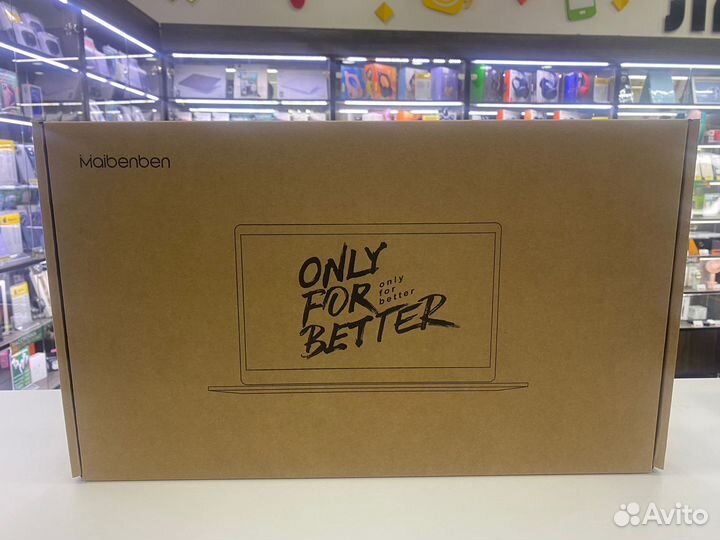 Maibenben
ONLY
FOR
BETTER
only
for
better
Avito